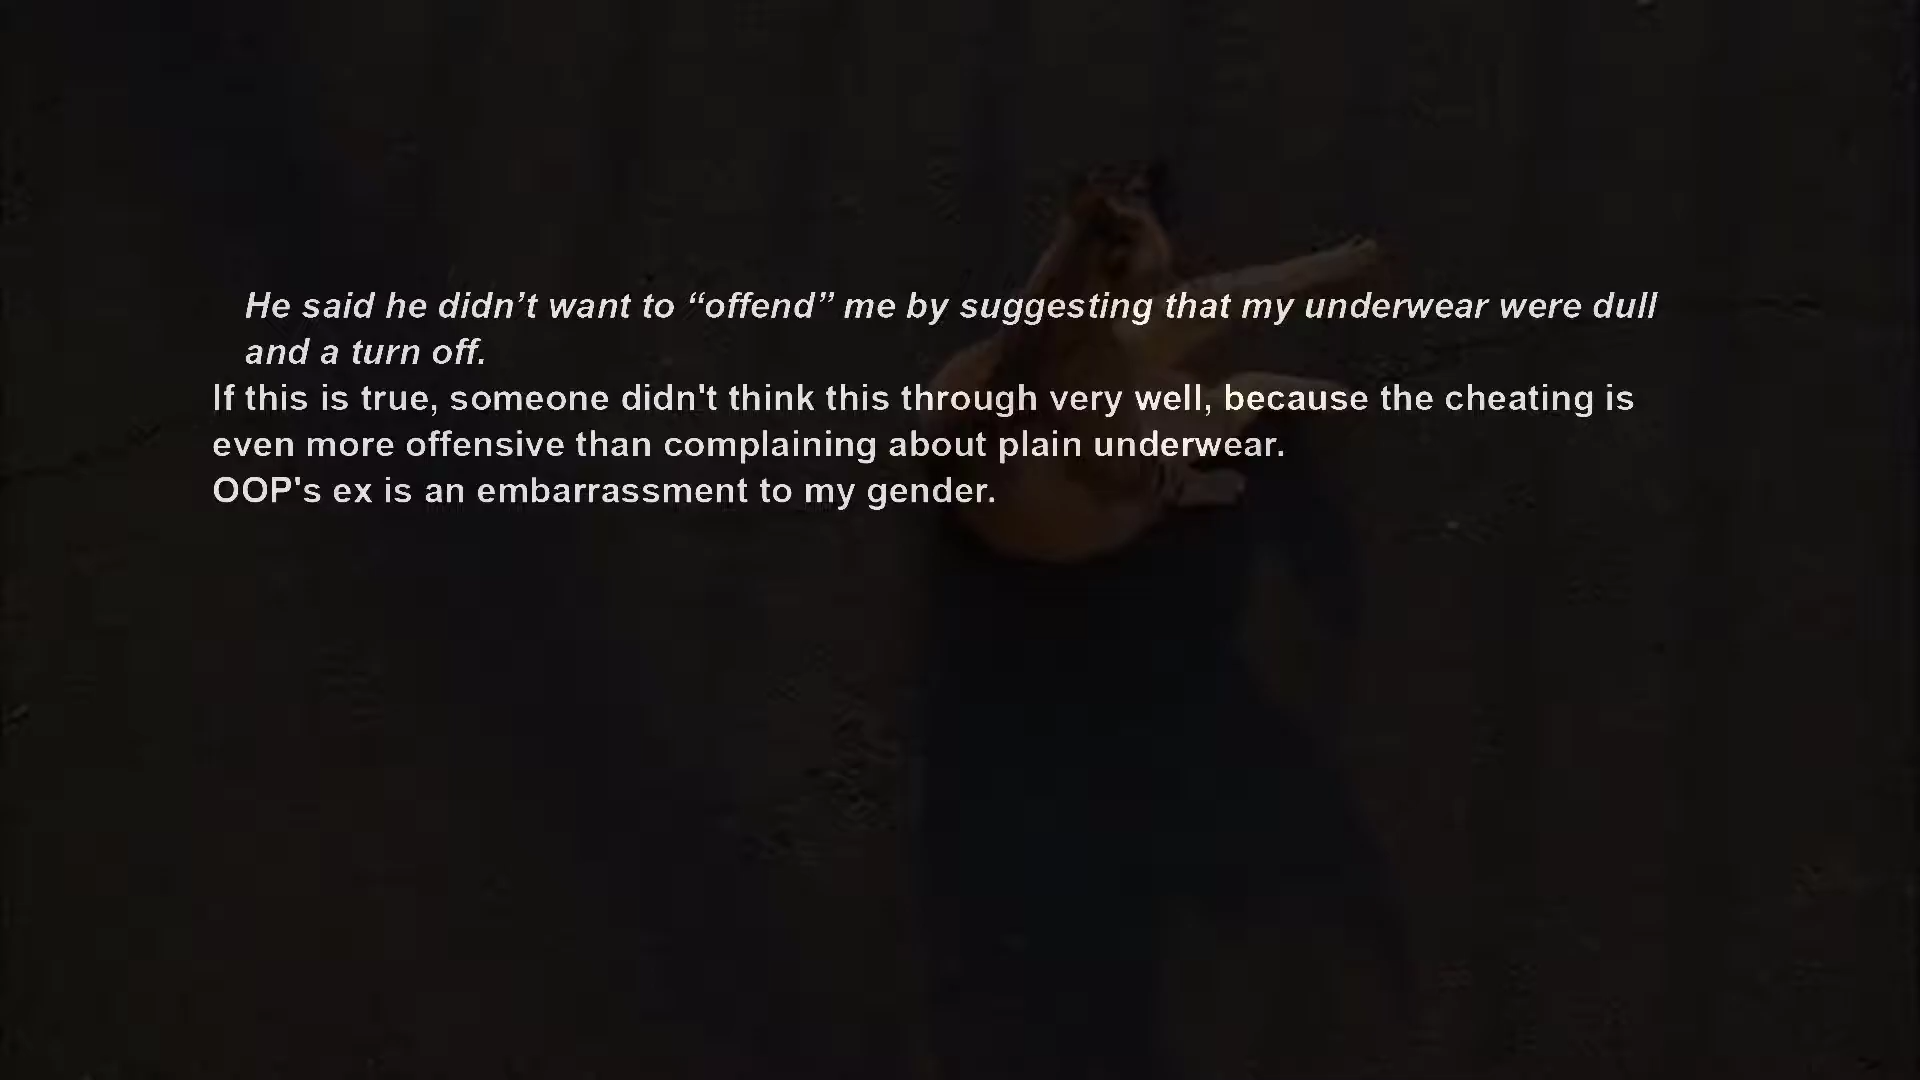 He said he didn’t want to “offend” me by suggesting that my underwear were dull
and a turn off.
If this is true, someone didn't think this through very well, because the cheating is
even more offensive than complaining about plain underwear.
OOP's ex is an embarrassment to my gender.